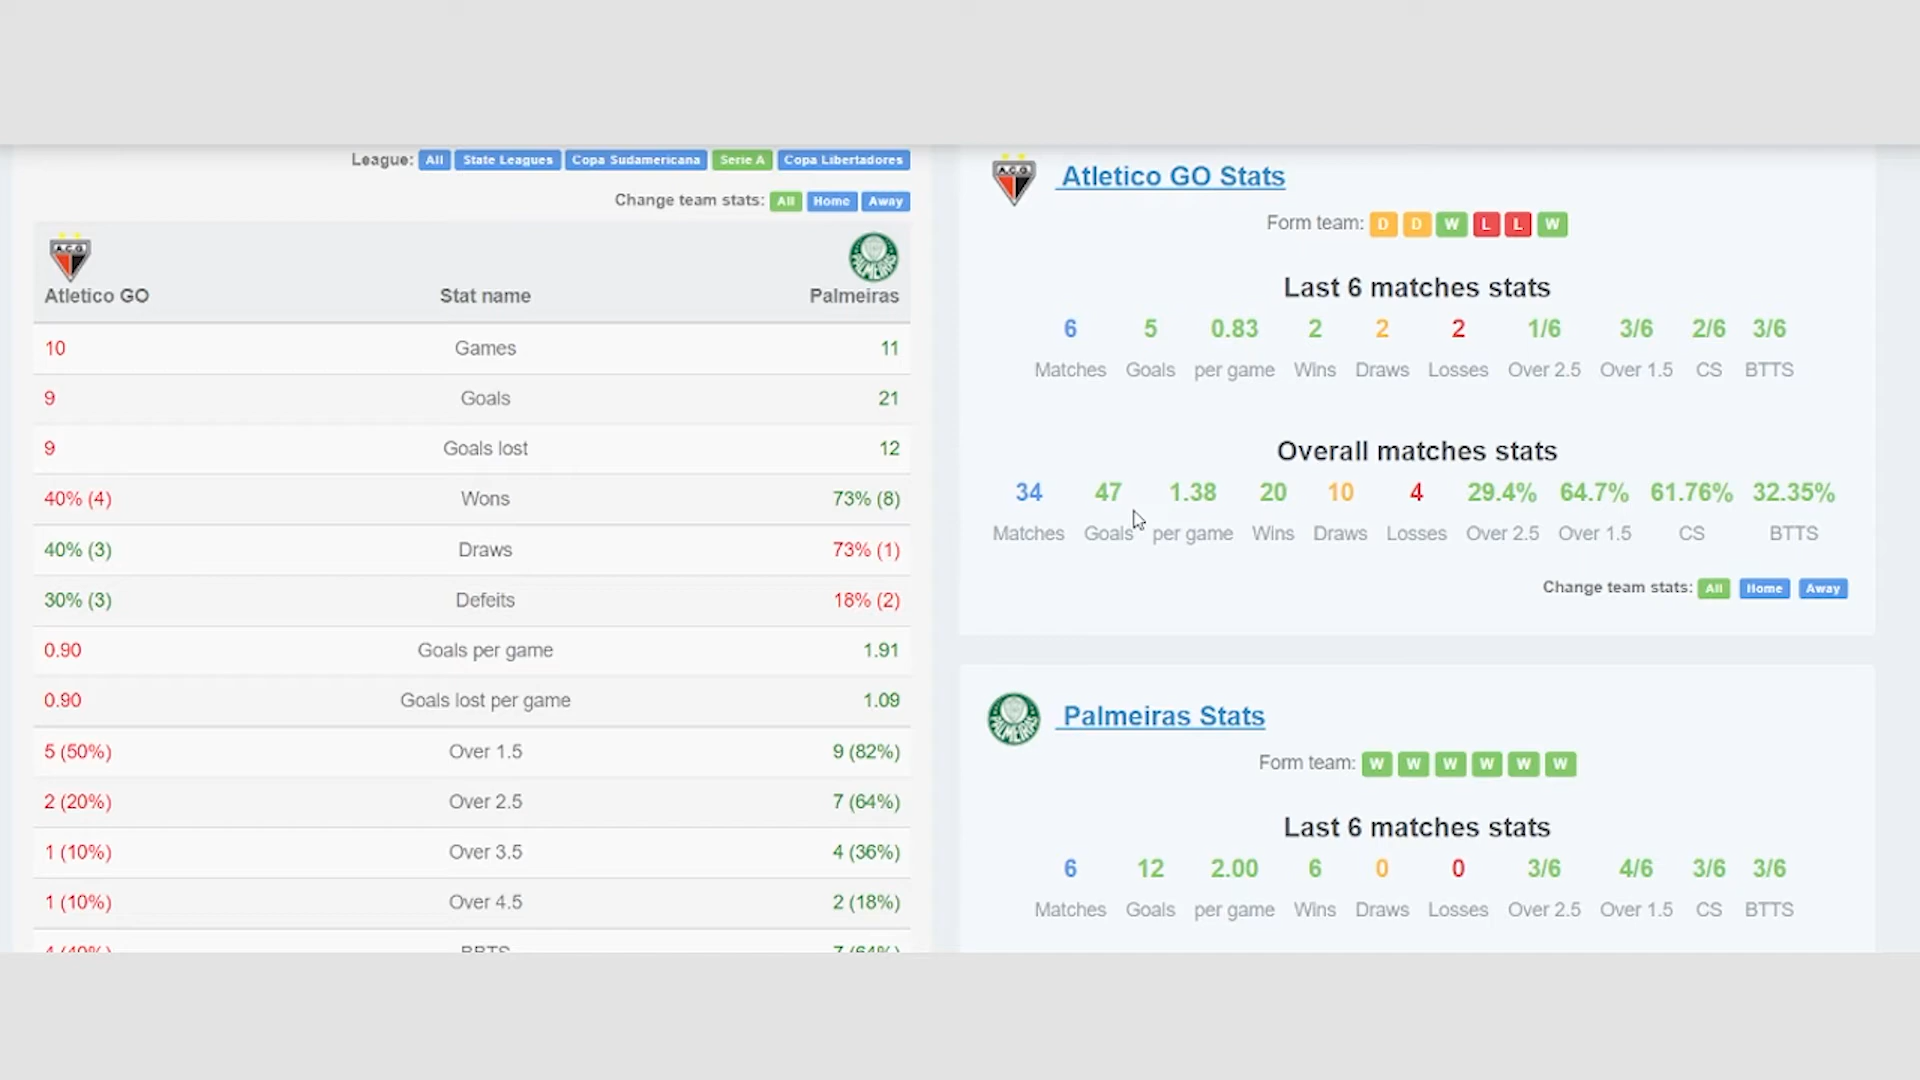 League: All State Leagues Copa Sudamericana Serie A Copa Libertadores
Change team stats: All Home Away
A.C.G. PALMEIRAS
Atletico GO Stat name Palmeiras
10 Games 11
9 Goals 21
9 Goals lost 12
40% (4) Wons 73% (8)
40% (3) Draws 73% (1)
30% (3) Defeits 18% (2)
0.90 Goals per game 1.91
0.90 Goals lost per game 1.09
5 (50%) Over 1.5 9 (82%)
2 (20%) Over 2.5 7 (64%)
1 (10%) Over 3.5 4 (36%)
1 (10%) Over 4.5 2 (18%)
4 (40%) BBTS 7 (64%)
A.C.G. Atletico GO Stats
Form team: D D W L L W
Last 6 matches stats
6 5 0.83 2 2 2 1/6 3/6 2/6 3/6
Matches Goals per game Wins Draws Losses Over 2.5 Over 1.5 CS BTTS
Overall matches stats
34 47 1.38 20 10 4 29.4% 64.7% 61.76% 32.35%
Matches Goals per game Wins Draws Losses Over 2.5 Over 1.5 CS BTTS
Change team stats: All Home Away
PALMEIRAS Palmeiras Stats
Form team: W W W W W W
Last 6 matches stats
6 12 2.00 6 0 0 3/6 4/6 3/6 3/6
Matches Goals per game Wins Draws Losses Over 2.5 Over 1.5 CS BTTS